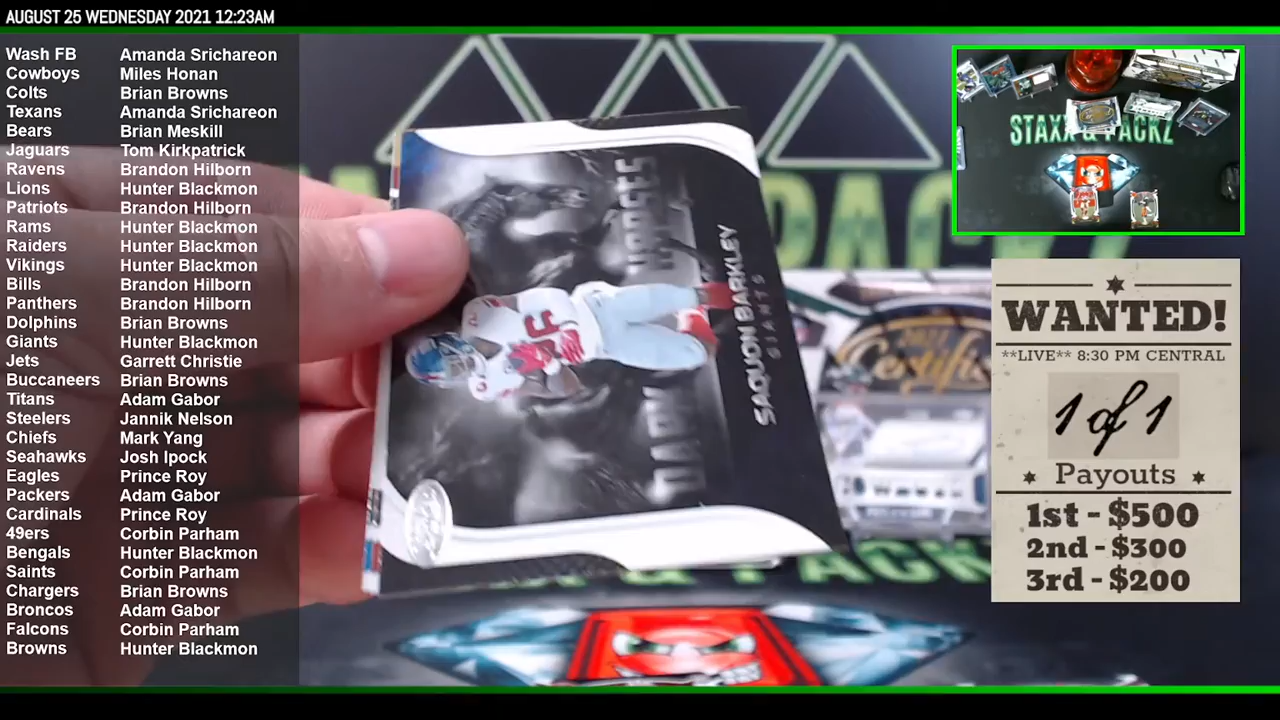 AUGUST 25 WEDNESDAY 2021 12:23AM
Wash FB Amanda Srichareon
Cowboys Miles Honan
Colts Brian Browns
Texans Amanda Srichareon
Bears Brian Meskill
Jaguars Tom Kirkpatrick
Ravens Brandon Hilborn
Lions Hunter Blackmon
Patriots Brandon Hilborn
Rams Hunter Blackmon
Raiders Hunter Blackmon
Vikings Hunter Blackmon
Bills Brandon Hilborn
Panthers Brandon Hilborn
Dolphins Brian Browns
Giants Hunter Blackmon
Jets Garrett Christie
Buccaneers Brian Browns
Titans Adam Gabor
Steelers Jannik Nelson
Chiefs Mark Yang
Seahawks Josh Ipock
Eagles Prince Roy
Packers Adam Gabor
Cardinals Prince Roy
49ers Corbin Parham
Bengals Hunter Blackmon
Saints Corbin Parham
Chargers Brian Browns
Broncos Adam Gabor
Falcons Corbin Parham
Browns Hunter Blackmon
DARK HORSES
SAQUON BARKLEY
GIANTS
Certified
& PACKZ
STAXX & PACKZ
WANTED!
**LIVE** 8:30 PM CENTRAL
1 of 1
Payouts
1st - $500
2nd - $300
3rd - $200